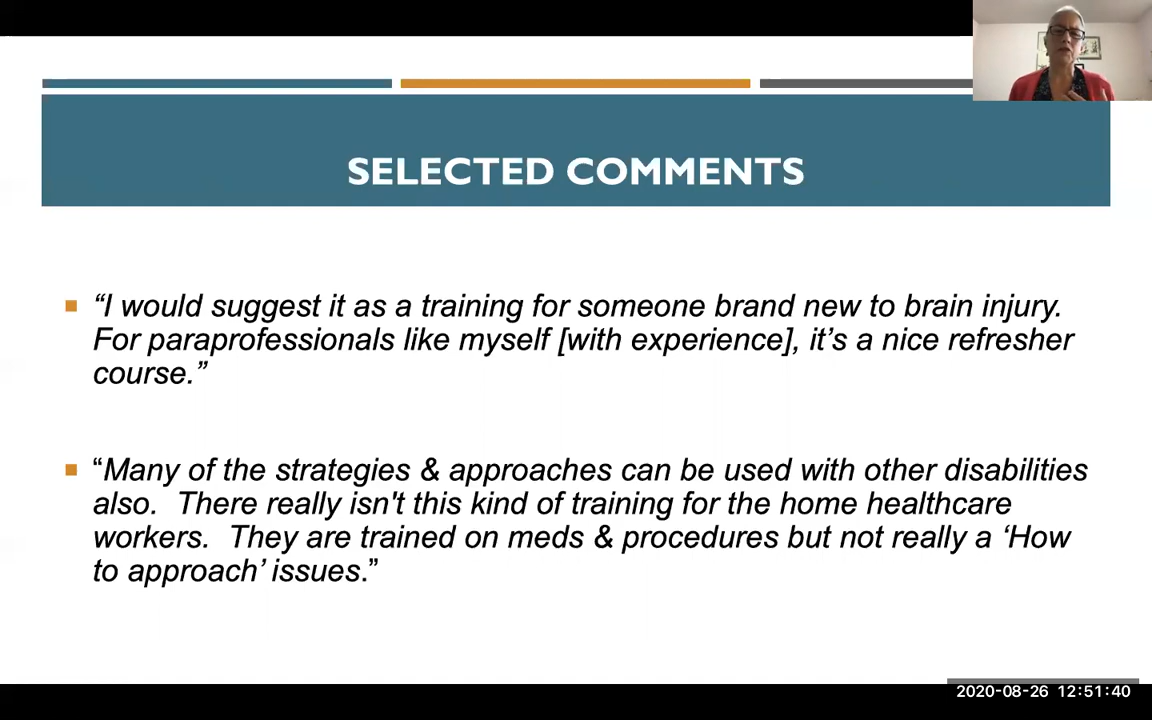 SELECTED COMMENTS
“I would suggest it as a training for someone brand new to brain injury.
For paraprofessionals like myself [with experience], it’s a nice refresher
course.”
“Many of the strategies & approaches can be used with other disabilities
also.  There really isn't this kind of training for the home healthcare
workers.  They are trained on meds & procedures but not really a ‘How
to approach’ issues.”
2020-08-26 12:51:40